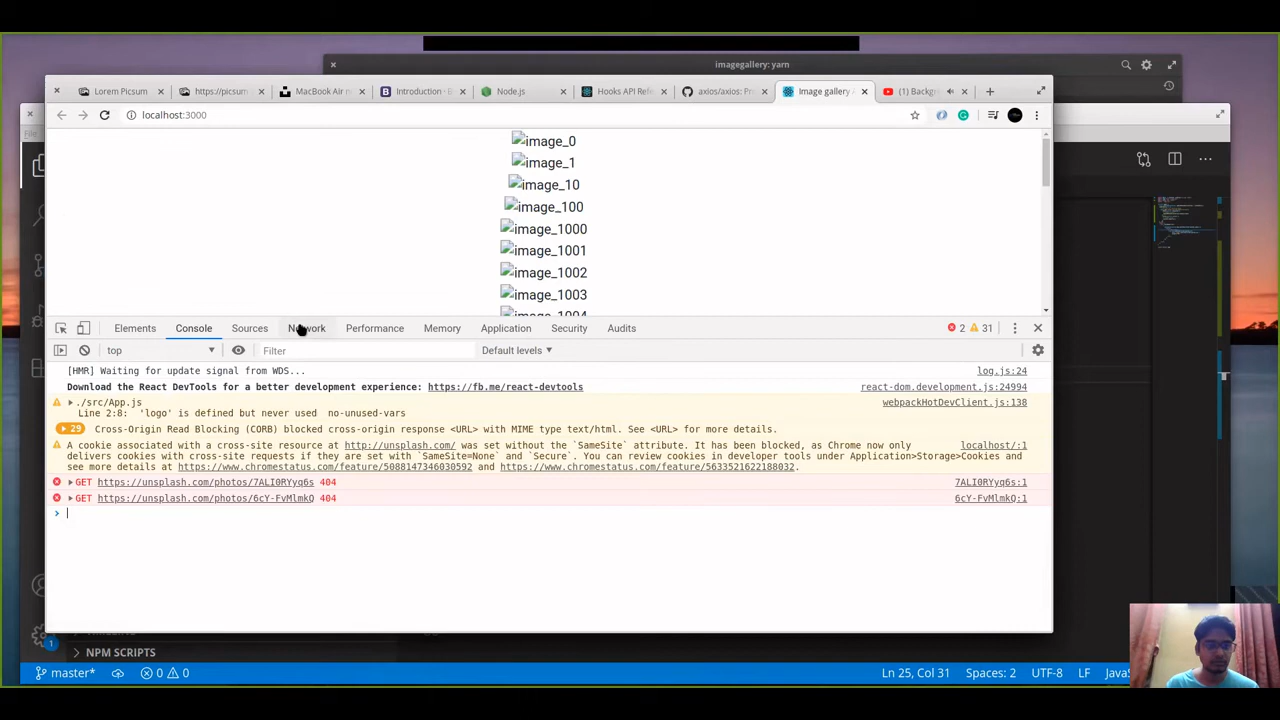 imagegallery: yarn
Lorem Picsum
https://picsum
MacBook Air n
Introduction · B
Node.js
Hooks API Refe
axios/axios: Pro
Image gallery A
(1) Backgr
localhost:3000
File
image_0
image_1
image_10
image_100
image_1000
image_1001
image_1002
image_1003
image_1004
Elements Console Sources Network Performance Memory Application Security Audits 2 31
top Filter Default levels
[HMR] Waiting for update signal from WDS... log.js:24
Download the React DevTools for a better development experience: https://fb.me/react-devtools react-dom.development.js:24994
./src/App.js webpackHotDevClient.js:138
Line 2:8: 'logo' is defined but never used no-unused-vars
29 Cross-Origin Read Blocking (CORB) blocked cross-origin response <URL> with MIME type text/html. See <URL> for more details.
A cookie associated with a cross-site resource at http://unsplash.com/ was set without the `SameSite` attribute. It has been blocked, as Chrome now only localhost/:1
delivers cookies with cross-site requests if they are set with `SameSite=None` and `Secure`. You can review cookies in developer tools under Application>Storage>Cookies and
see more details at https://www.chromestatus.com/feature/5088147346030592 and https://www.chromestatus.com/feature/5633521622188032.
GET https://unsplash.com/photos/7ALI0RYyq6s 404 7ALI0RYyq6s:1
GET https://unsplash.com/photos/6cY-FvMlmkQ 404 6cY-FvMlmkQ:1
NPM SCRIPTS
1
master* 0 0 Ln 25, Col 31 Spaces: 2 UTF-8 LF JavaS